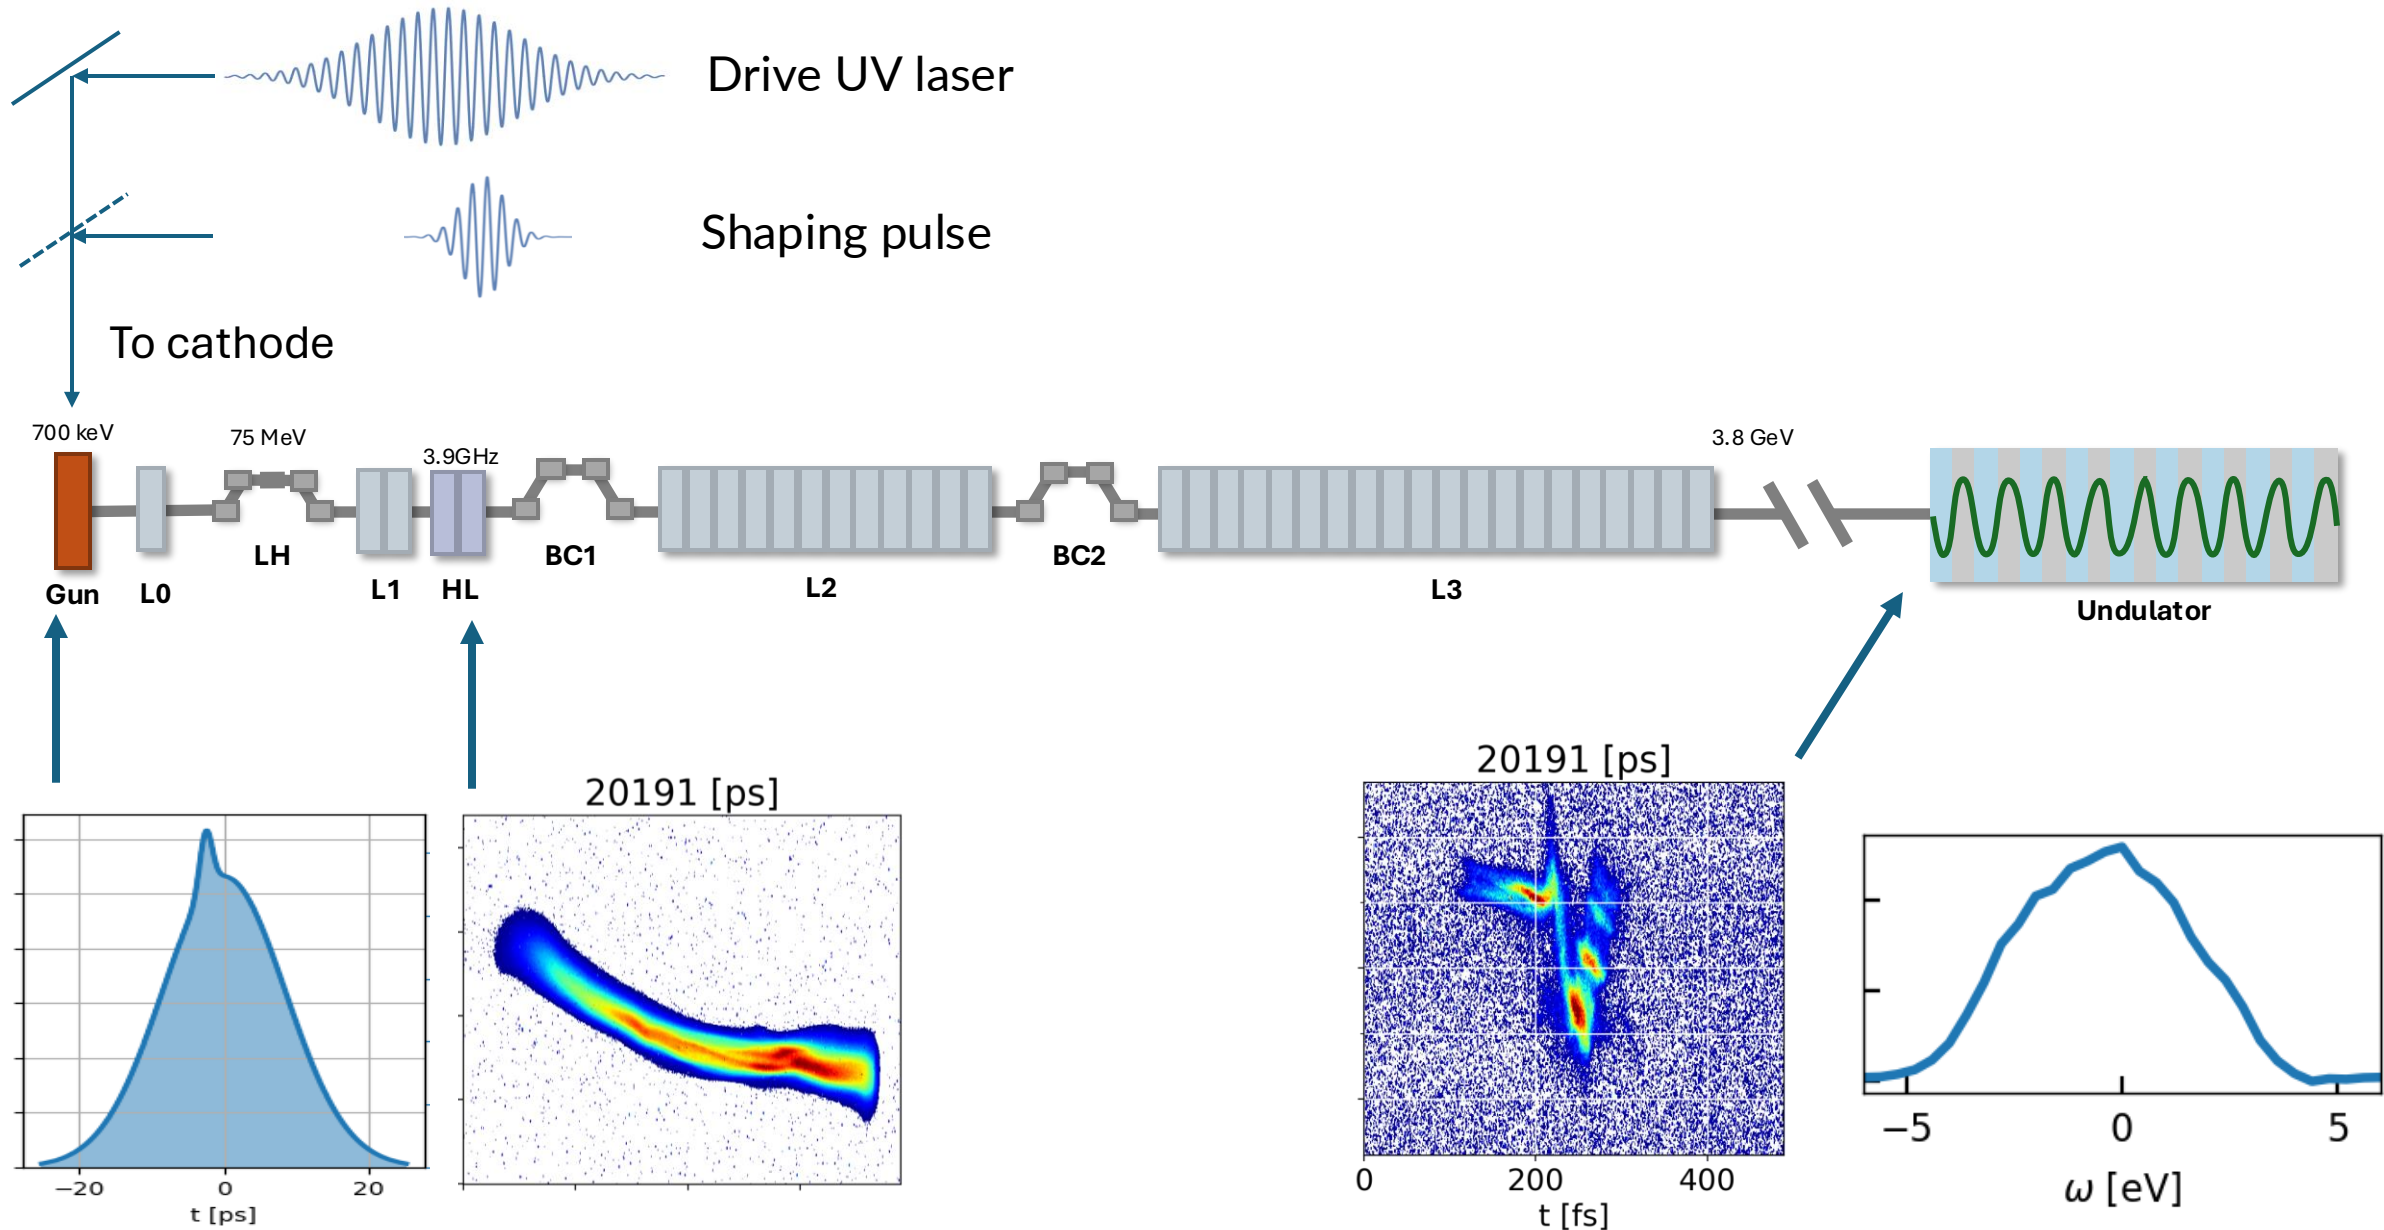 Drive UV laser
Shaping pulse
To cathode
700 keV
75 MeV
3.9GHz
3.8 GeV
Gun
L0
LH
L1
HL
BC1
L2
BC2
L3
Undulator
20191 [ps]
20191 [ps]
−20 0 20
t [ps]
0 200 400
t [fs]
−5 0 5
ω [eV]